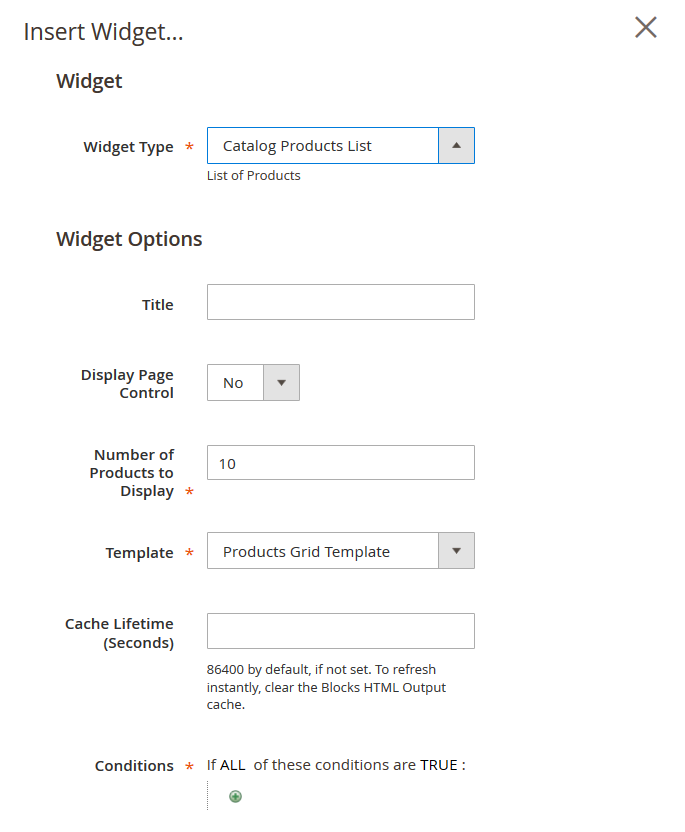 Insert Widget...
Widget
Widget Type *
Catalog Products List
List of Products
Widget Options
Title
Display Page
Control
No
Number of
Products to
Display *
10
Template *
Products Grid Template
Cache Lifetime
(Seconds)
86400 by default, if not set. To refresh
instantly, clear the Blocks HTML Output
cache.
Conditions *
If ALL of these conditions are TRUE :